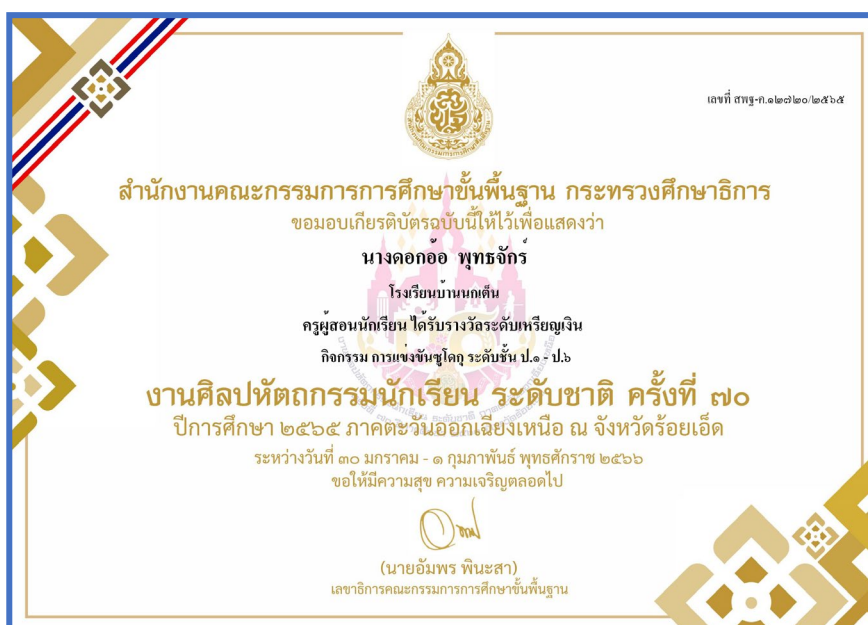 เลขที่ สพฐ-ก.๑๒๗๒๐/๒๕๖๕
สำนักงานคณะกรรมการการศึกษาขั้นพื้นฐาน กระทรวงศึกษาธิการ
ขอมอบเกียรติบัตรฉบับนี้ให้ไว้เพื่อแสดงว่า
นางดอกอ้อ พุทธจักร์
โรงเรียนบ้านนกเต็น
ครูผู้สอนนักเรียน ได้รับรางวัลระดับเหรียญเงิน
กิจกรรม การแข่งขันซูโดกุ ระดับชั้น ป.๑ - ป.๖
งานศิลปหัตถกรรมนักเรียน ระดับชาติ ครั้งที่ ๗๐
ปีการศึกษา ๒๕๖๕ ภาคตะวันออกเฉียงเหนือ ณ จังหวัดร้อยเอ็ด
ระหว่างวันที่ ๓๐ มกราคม - ๑ กุมภาพันธ์ พุทธศักราช ๒๕๖๖
ขอให้มีความสุข ความเจริญตลอดไป
(นายอัมพร พินะสา)
เลขาธิการคณะกรรมการการศึกษาขั้นพื้นฐาน